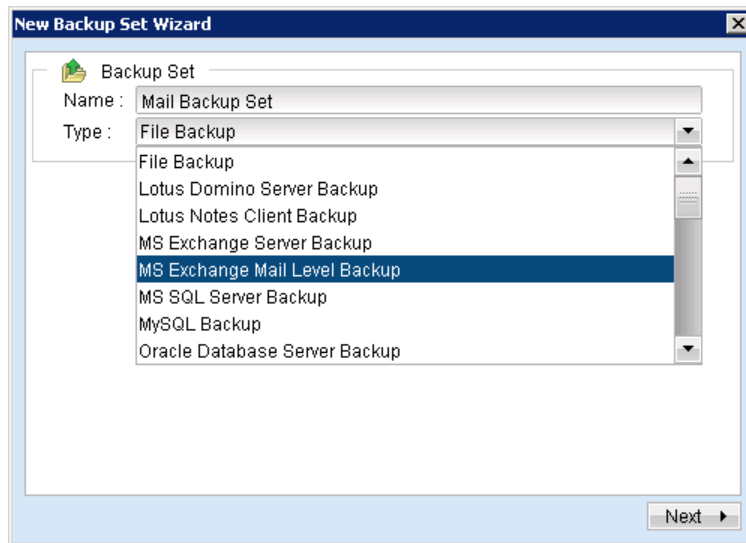 New Backup Set Wizard
Backup Set
Name : Mail Backup Set
Type : File Backup
File Backup
Lotus Domino Server Backup
Lotus Notes Client Backup
MS Exchange Server Backup
MS Exchange Mail Level Backup
MS SQL Server Backup
MySQL Backup
Oracle Database Server Backup
Next